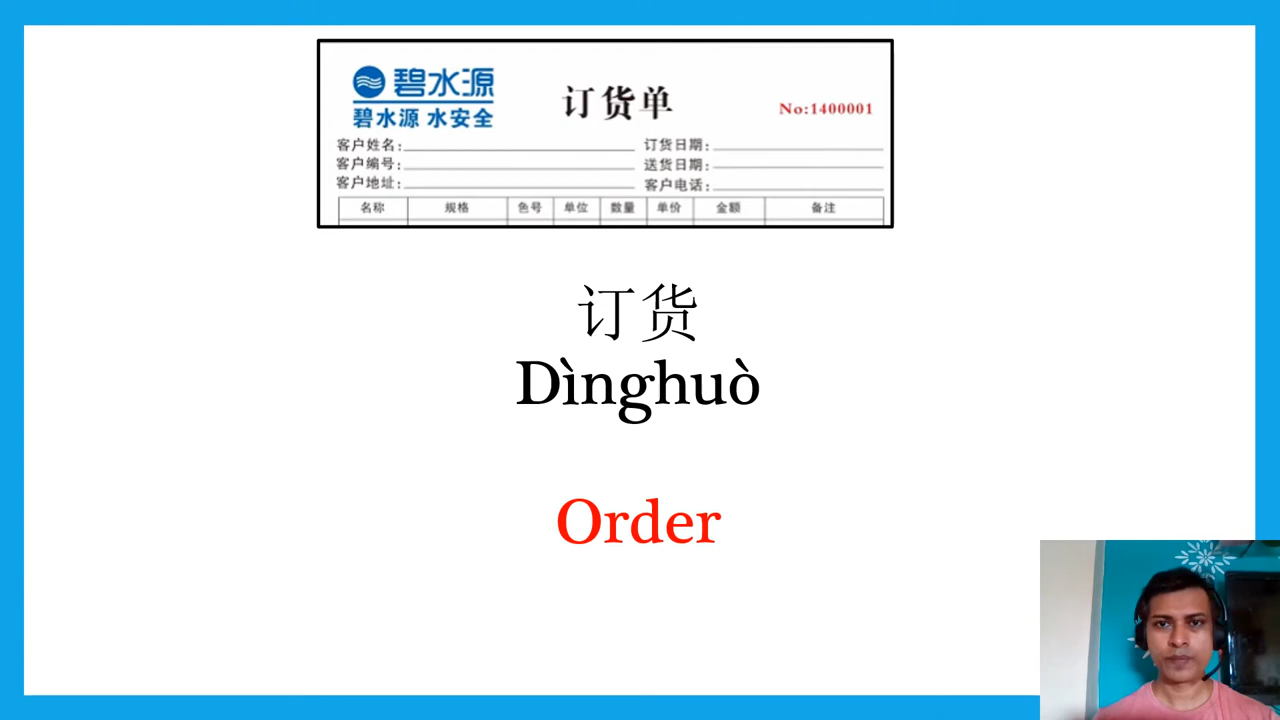 碧水源
碧水源 水安全
订货单
No:1400001
客户姓名:
订货日期:
客户编号:
送货日期:
客户地址:
客户电话:
名称 规格 色号 单位 数量 单价 金额 备注
订货
Dìnghuò
Order